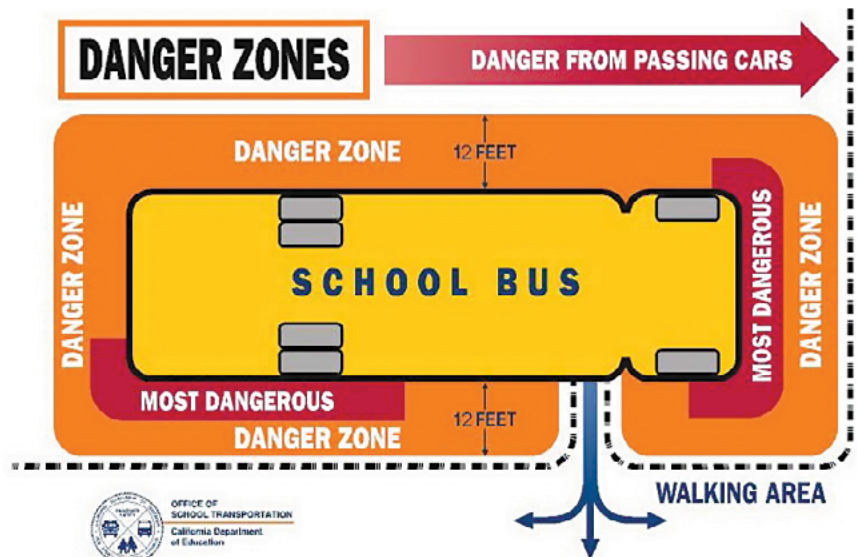 DANGER ZONES
DANGER FROM PASSING CARS
DANGER ZONE
12 FEET
DANGER ZONE
SCHOOL BUS
MOST DANGEROUS
DANGER ZONE
MOST DANGEROUS
DANGER ZONE
12 FEET
WALKING AREA
OFFICE OF
SCHOOL TRANSPORTATION
California Department
of Education